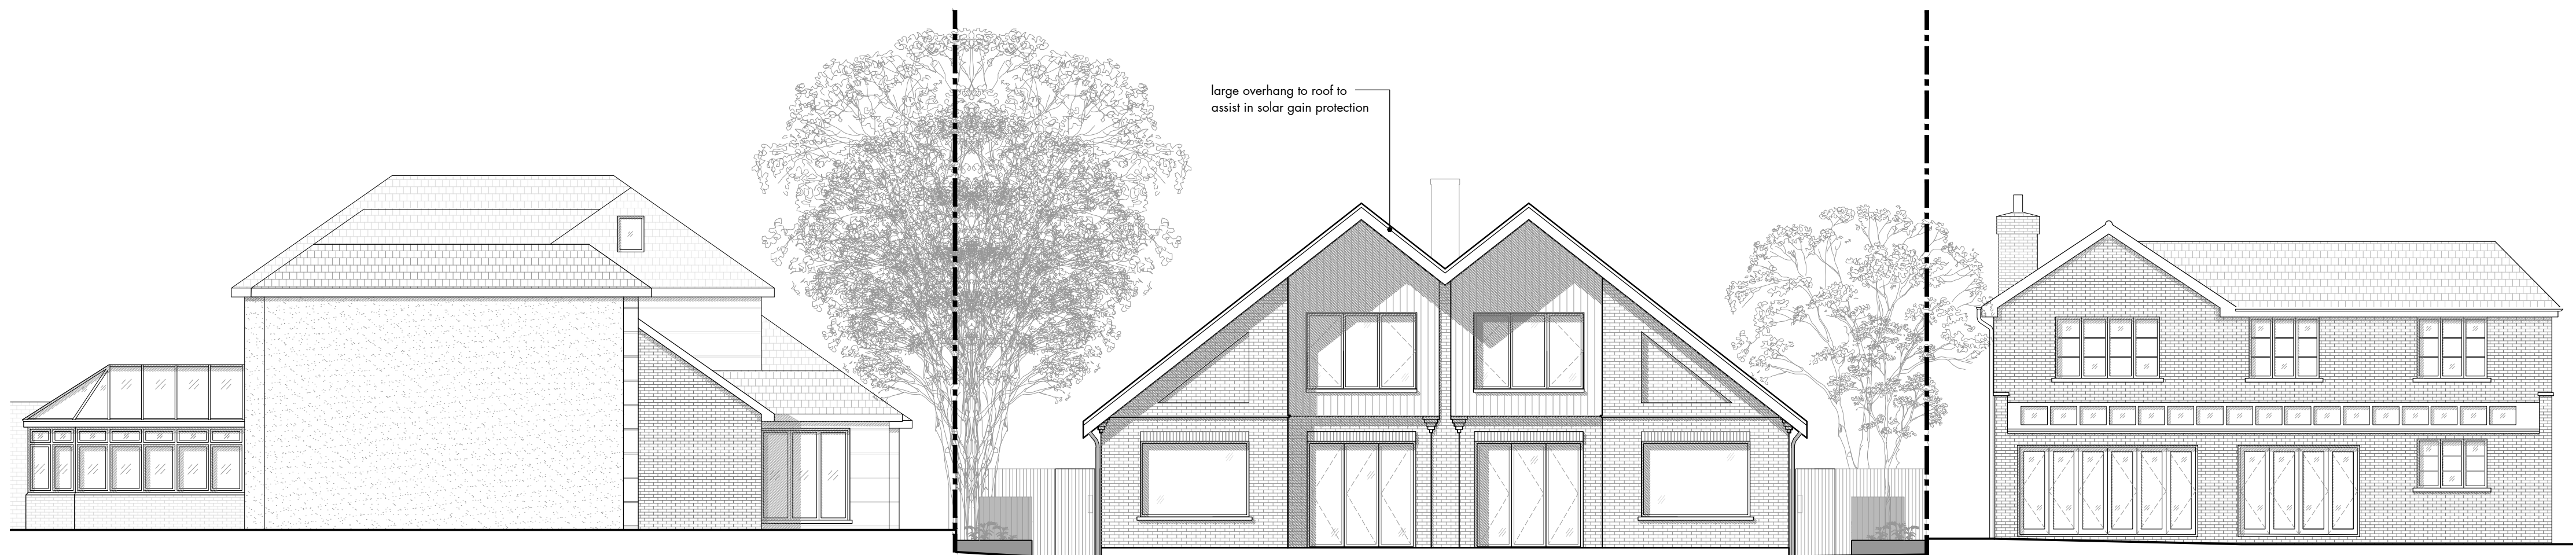 large overhang to roof to
assist in solar gain protection